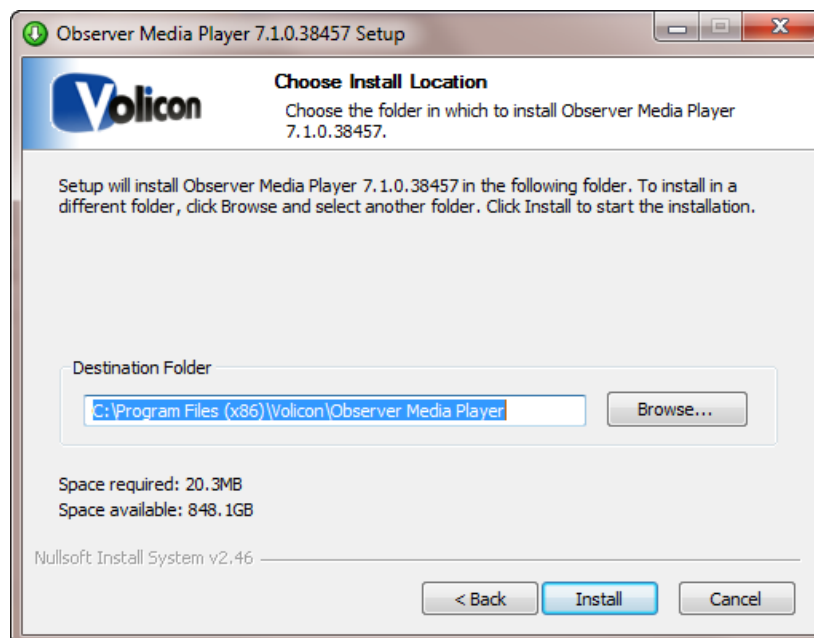 Observer Media Player 7.1.0.38457 Setup
Volicon
Choose Install Location
Choose the folder in which to install Observer Media Player
7.1.0.38457.
Setup will install Observer Media Player 7.1.0.38457 in the following folder. To install in a
different folder, click Browse and select another folder. Click Install to start the installation.
Destination Folder
C:\Program Files (x86)\Volicon\Observer Media Player
Browse...
Space required: 20.3MB
Space available: 848.1GB
Nullsoft Install System v2.46
< Back
Install
Cancel